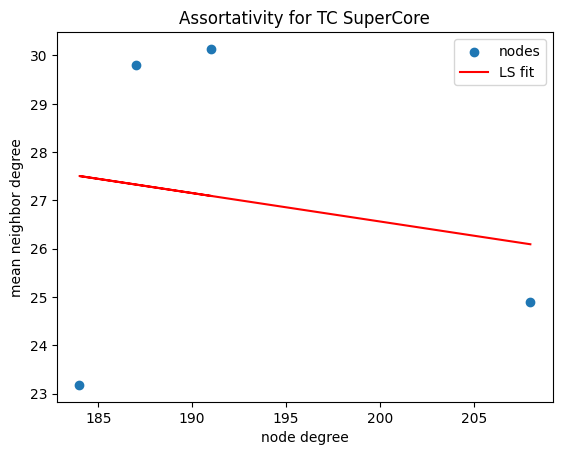 Assortativity for TC SuperCore
nodes
LS fit
30
29
28
27
26
25
24
23
mean neighbor degree
185
190
195
200
205
node degree